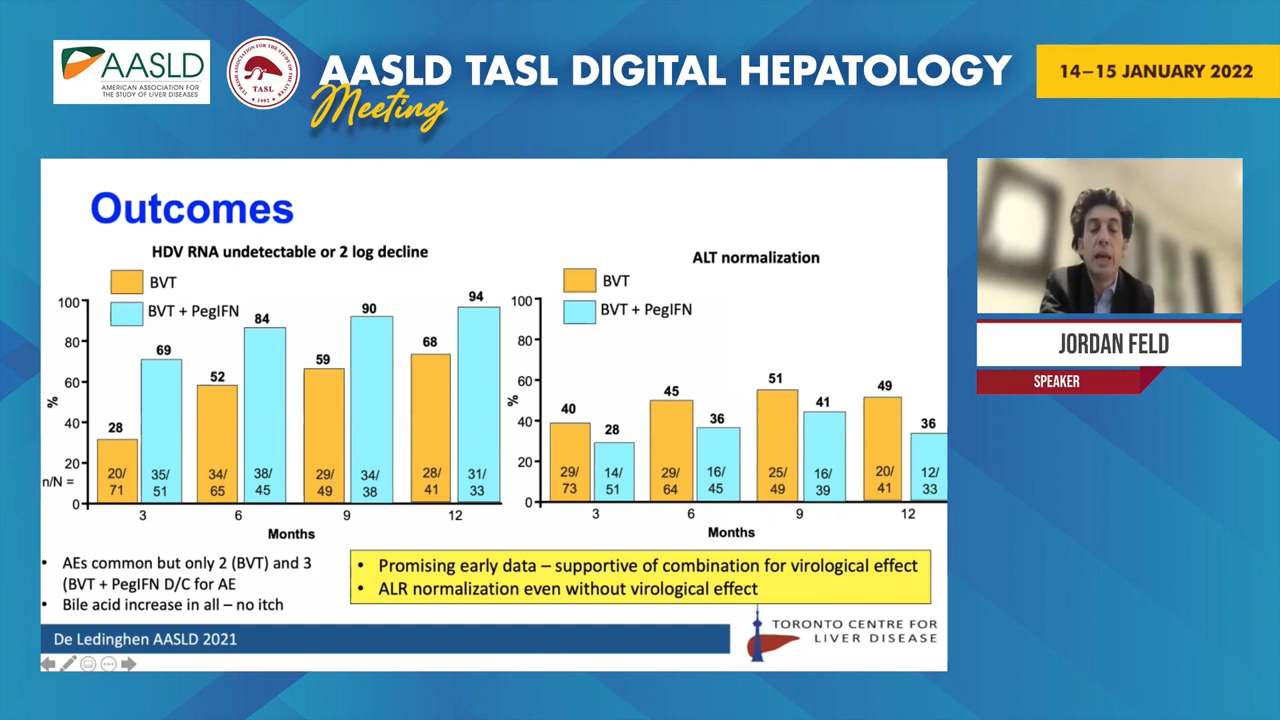 AASLD
AMERICAN ASSOCIATION FOR
THE STUDY OF LIVER DISEASES
TASL
1992
AASLD TASL DIGITAL HEPATOLOGY
Meeting
14–15 JANUARY 2022
Outcomes
HDV RNA undetectable or 2 log decline
BVT
BVT + PegIFN
100
80
60
40
20
0
%
n/N =
28
69
52
84
59
90
68
94
20/
71
35/
51
34/
65
38/
45
29/
49
34/
38
28/
41
31/
33
3
6
9
12
Months
ALT normalization
BVT
BVT + PegIFN
100
80
60
40
20
0
%
40
28
45
36
51
41
49
36
29/
73
14/
51
29/
64
16/
45
25/
49
16/
39
20/
41
12/
33
3
6
9
12
Months
• AEs common but only 2 (BVT) and 3
(BVT + PegIFN D/C for AE
• Bile acid increase in all – no itch
• Promising early data – supportive of combination for virological effect
• ALR normalization even without virological effect
De Ledinghen AASLD 2021
TORONTO CENTRE FOR
LIVER DISEASE
JORDAN FELD
SPEAKER